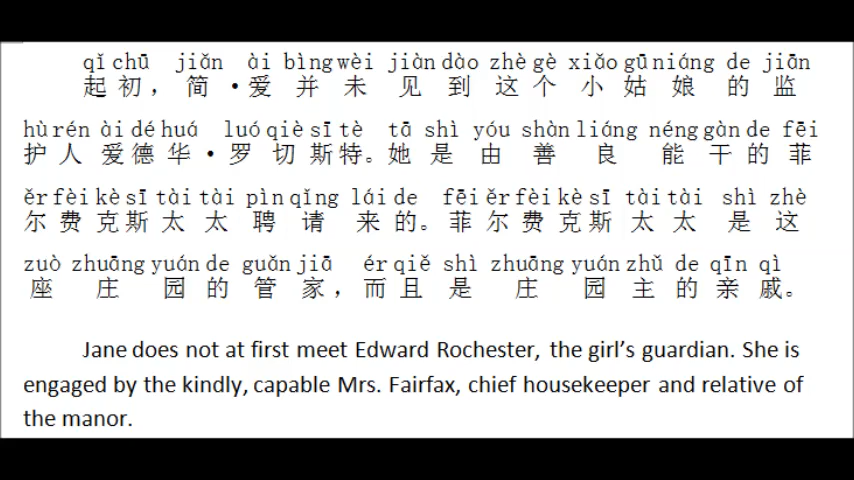 qǐ chū jiǎn ài bìng wèi jiàn dào zhè gè xiǎo gū niáng de jiān
起初，简·爱并未见到这个小姑娘的监
hù rén ài dé huá luó qiè sī tè tā shì yóu shàn liáng néng gàn de fēi
护人爱德华·罗切斯特。她是由善良能干的菲
ěr fèi kè sī tài tài pìn qǐng lái de fēi ěr fèi kè sī tài tài shì zhè
尔费克斯太太聘请来的。菲尔费克斯太太是这
zuò zhuāng yuán de guǎn jiā ér qiě shì zhuāng yuán zhǔ de qīn qì
座庄园的管家，而且是庄园主的亲戚。
Jane does not at first meet Edward Rochester, the girl’s guardian. She is
engaged by the kindly, capable Mrs. Fairfax, chief housekeeper and relative of
the manor.